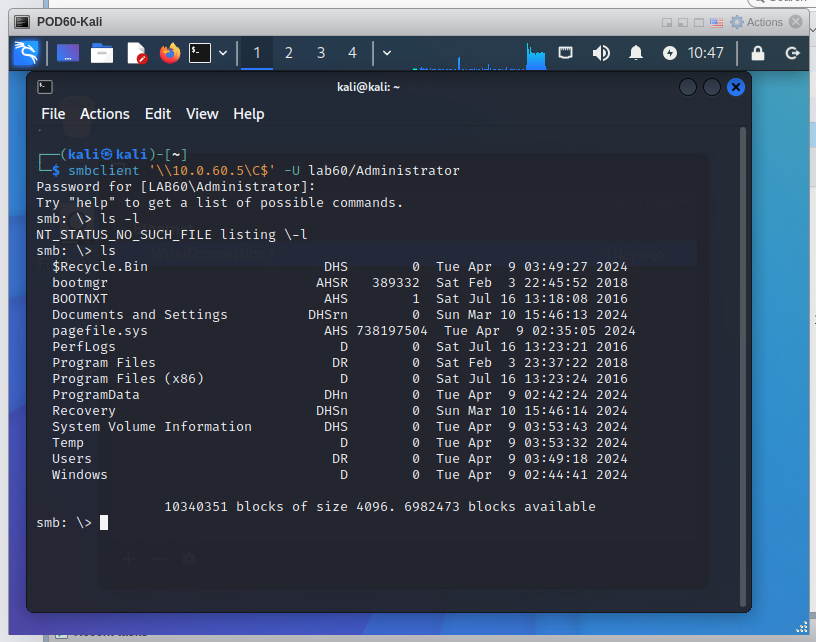 POD60-Kali
Actions
1 2 3 4
10:47
kali@kali: ~
File Actions Edit View Help
┌──(kali㉿kali)-[~]
└─$ smbclient '\\10.0.60.5\C$' -U lab60/Administrator
Password for [LAB60\Administrator]:
Try "help" to get a list of possible commands.
smb: \> ls -l
NT_STATUS_NO_SUCH_FILE listing \-l
smb: \> ls
$Recycle.Bin DHS 0 Tue Apr 9 03:49:27 2024
bootmgr AHSR 389332 Sat Feb 3 22:45:52 2018
BOOTNXT AHS 1 Sat Jul 16 13:18:08 2016
Documents and Settings DHSrn 0 Sun Mar 10 15:46:13 2024
pagefile.sys AHS 738197504 Tue Apr 9 02:35:05 2024
PerfLogs D 0 Sat Jul 16 13:23:21 2016
Program Files DR 0 Sat Feb 3 23:37:22 2018
Program Files (x86) D 0 Sat Jul 16 13:23:24 2016
ProgramData DHn 0 Tue Apr 9 02:42:24 2024
Recovery DHSn 0 Sun Mar 10 15:46:14 2024
System Volume Information DHS 0 Tue Apr 9 03:53:43 2024
Temp D 0 Tue Apr 9 03:53:32 2024
Users DR 0 Tue Apr 9 03:49:18 2024
Windows D 0 Tue Apr 9 02:44:41 2024
10340351 blocks of size 4096. 6982473 blocks available
smb: \>